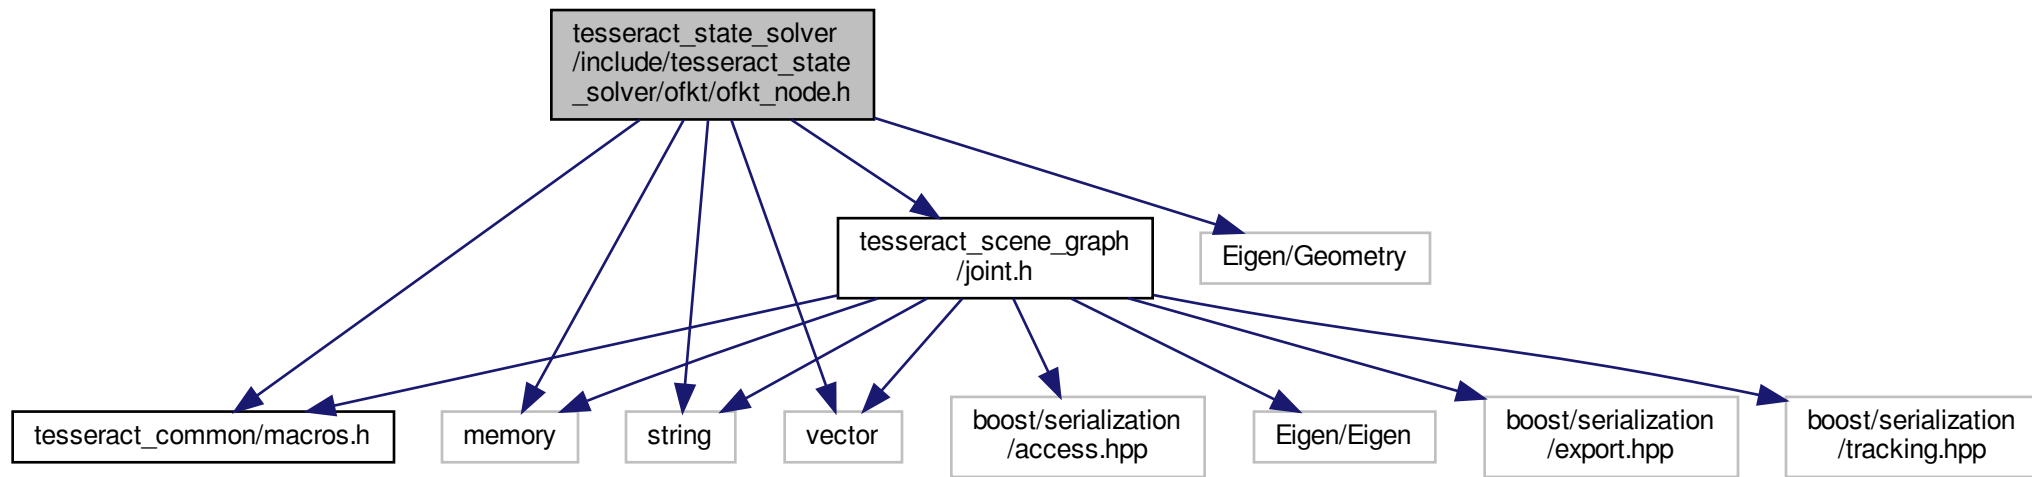 tesseract_state_solver
/include/tesseract_state
_solver/ofkt/ofkt_node.h
tesseract_scene_graph
/joint.h
Eigen/Geometry
tesseract_common/macros.h
memory
string
vector
boost/serialization
/access.hpp
Eigen/Eigen
boost/serialization
/export.hpp
boost/serialization
/tracking.hpp